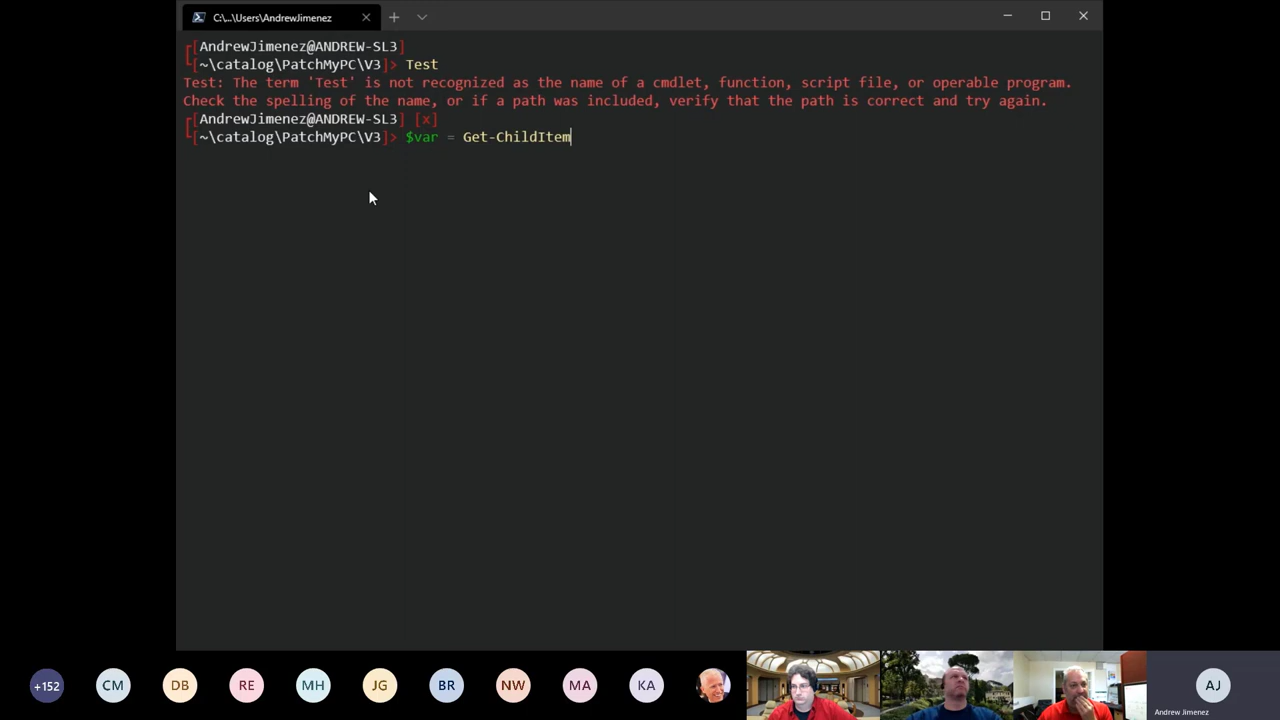 C:\...\Users\AndrewJimenez
[AndrewJimenez@ANDREW-SL3]
[~\catalog\PatchMyPC\V3]> Test
Test: The term 'Test' is not recognized as the name of a cmdlet, function, script file, or operable program.
Check the spelling of the name, or if a path was included, verify that the path is correct and try again.
[AndrewJimenez@ANDREW-SL3] [x]
[~\catalog\PatchMyPC\V3]> $var = Get-ChildItem
+152 CM DB RE MH JG BR NW MA KA AJ
Andrew Jimenez